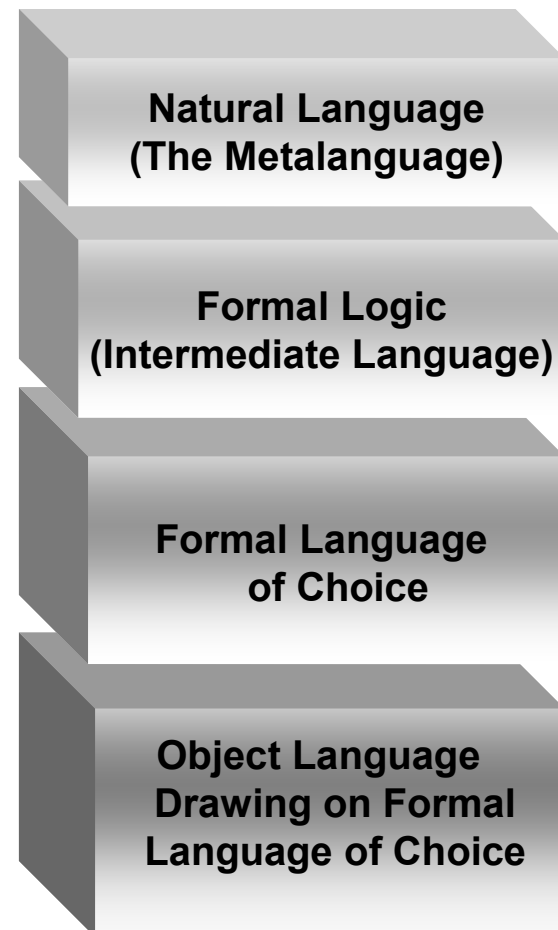 Natural Language
(The Metalanguage)
Formal Logic
(Intermediate Language)
Formal Language
of Choice
Object Language
Drawing on Formal
Language of Choice